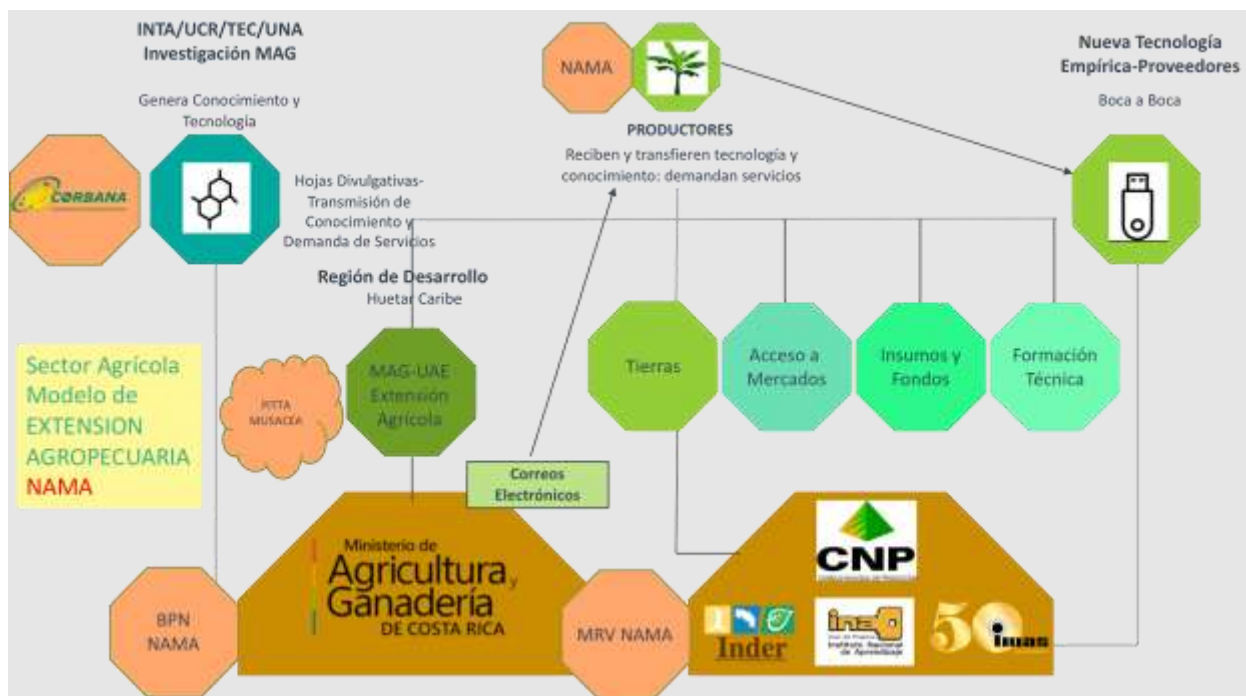 INTA/UCR/TEC/UNA
Investigación MAG
Genera Conocimiento y
Tecnología
CORBANA
Hojas Divulgativas-
Transmisión de
Conocimiento y
Demanda de Servicios
Región de Desarrollo
Huetar Caribe
NAMA
PRODUCTORES
Reciben y transfieren tecnología y
conocimiento: demandan servicios
Nueva Tecnología
Empírica-Proveedores
Boca a Boca
Sector Agrícola
Modelo de
EXTENSION
AGROPECUARIA
NAMA
PITTA
MUSACEA
MAG-UAE
Extensión
Agrícola
Tierras
Acceso a
Mercados
Insumos y
Fondos
Formación
Técnica
Correos
Electrónicos
BPN
NAMA
Ministerio de
Agricultura y
Ganadería
DE COSTA RICA
MRV NAMA
CNP
Inder
ina
Instituto Nacional
de Aprendizaje
50 imas